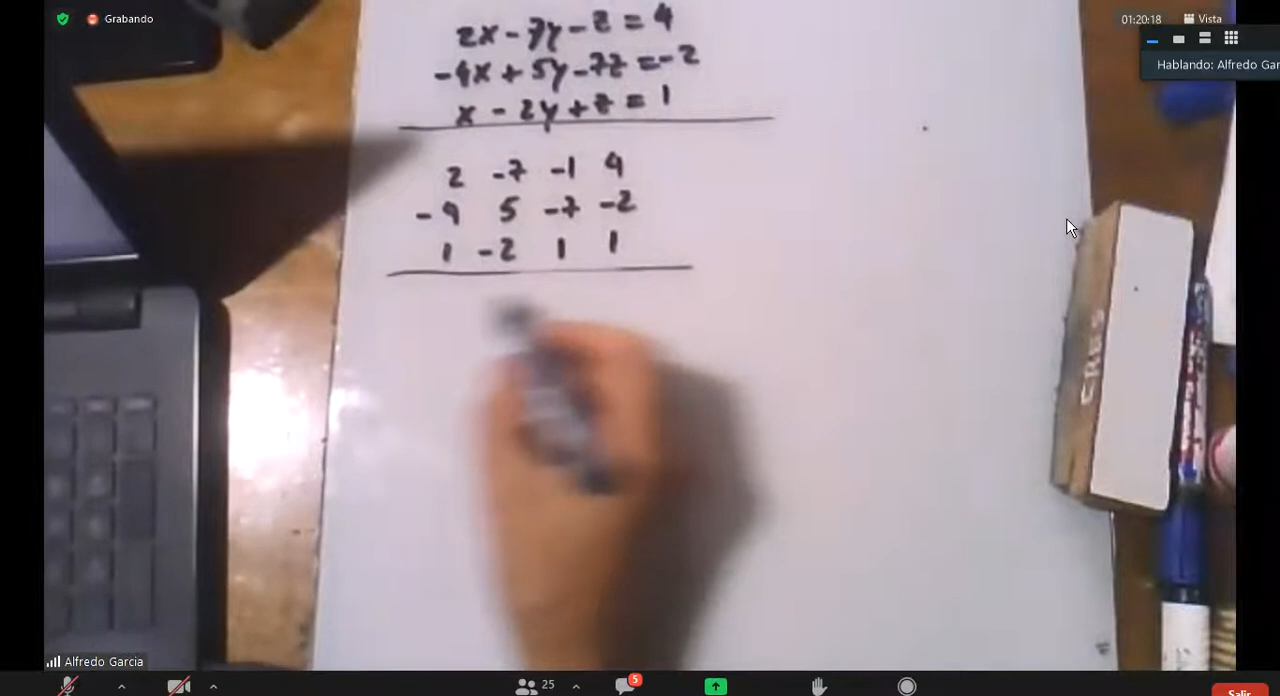 Grabando
01:20:18
Vista
Hablando: Alfredo Gar
2x - 7y - z = 4
-4x + 5y - 7z = -2
x - 2y + z = 1
2 -7 -1 4
-4 5 -7 -2
1 -2 1 1
CRES
Alfredo Garcia
25
5
Salir